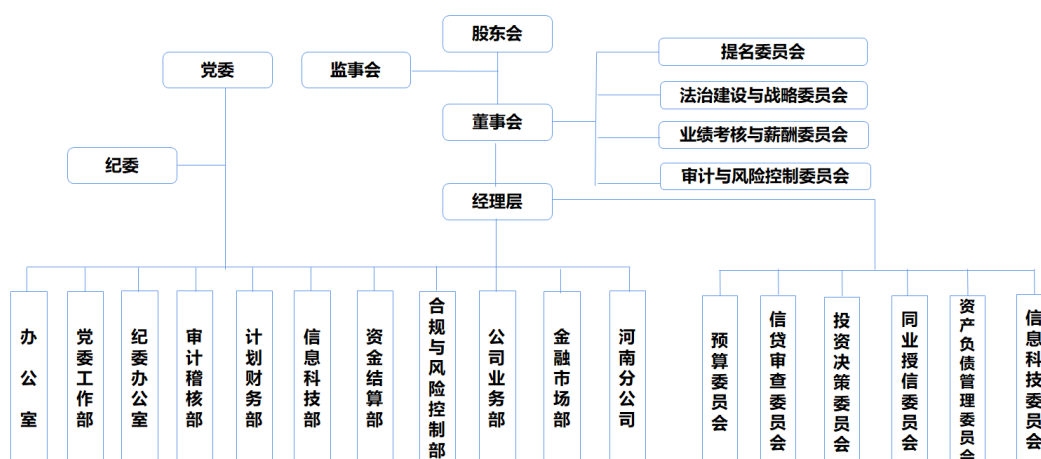 股东会
党委
监事会
提名委员会
法治建设与战略委员会
董事会
业绩考核与薪酬委员会
纪委
审计与风险控制委员会
经理层
办公室
党委工作部
纪委办公室
审计稽核部
计划财务部
信息科技部
资金结算部
合规与风险控制部
公司业务部
金融市场部
河南分公司
预算委员会
信贷审查委员会
投资决策委员会
同业授信委员会
资产负债管理委员会
信息科技委员会